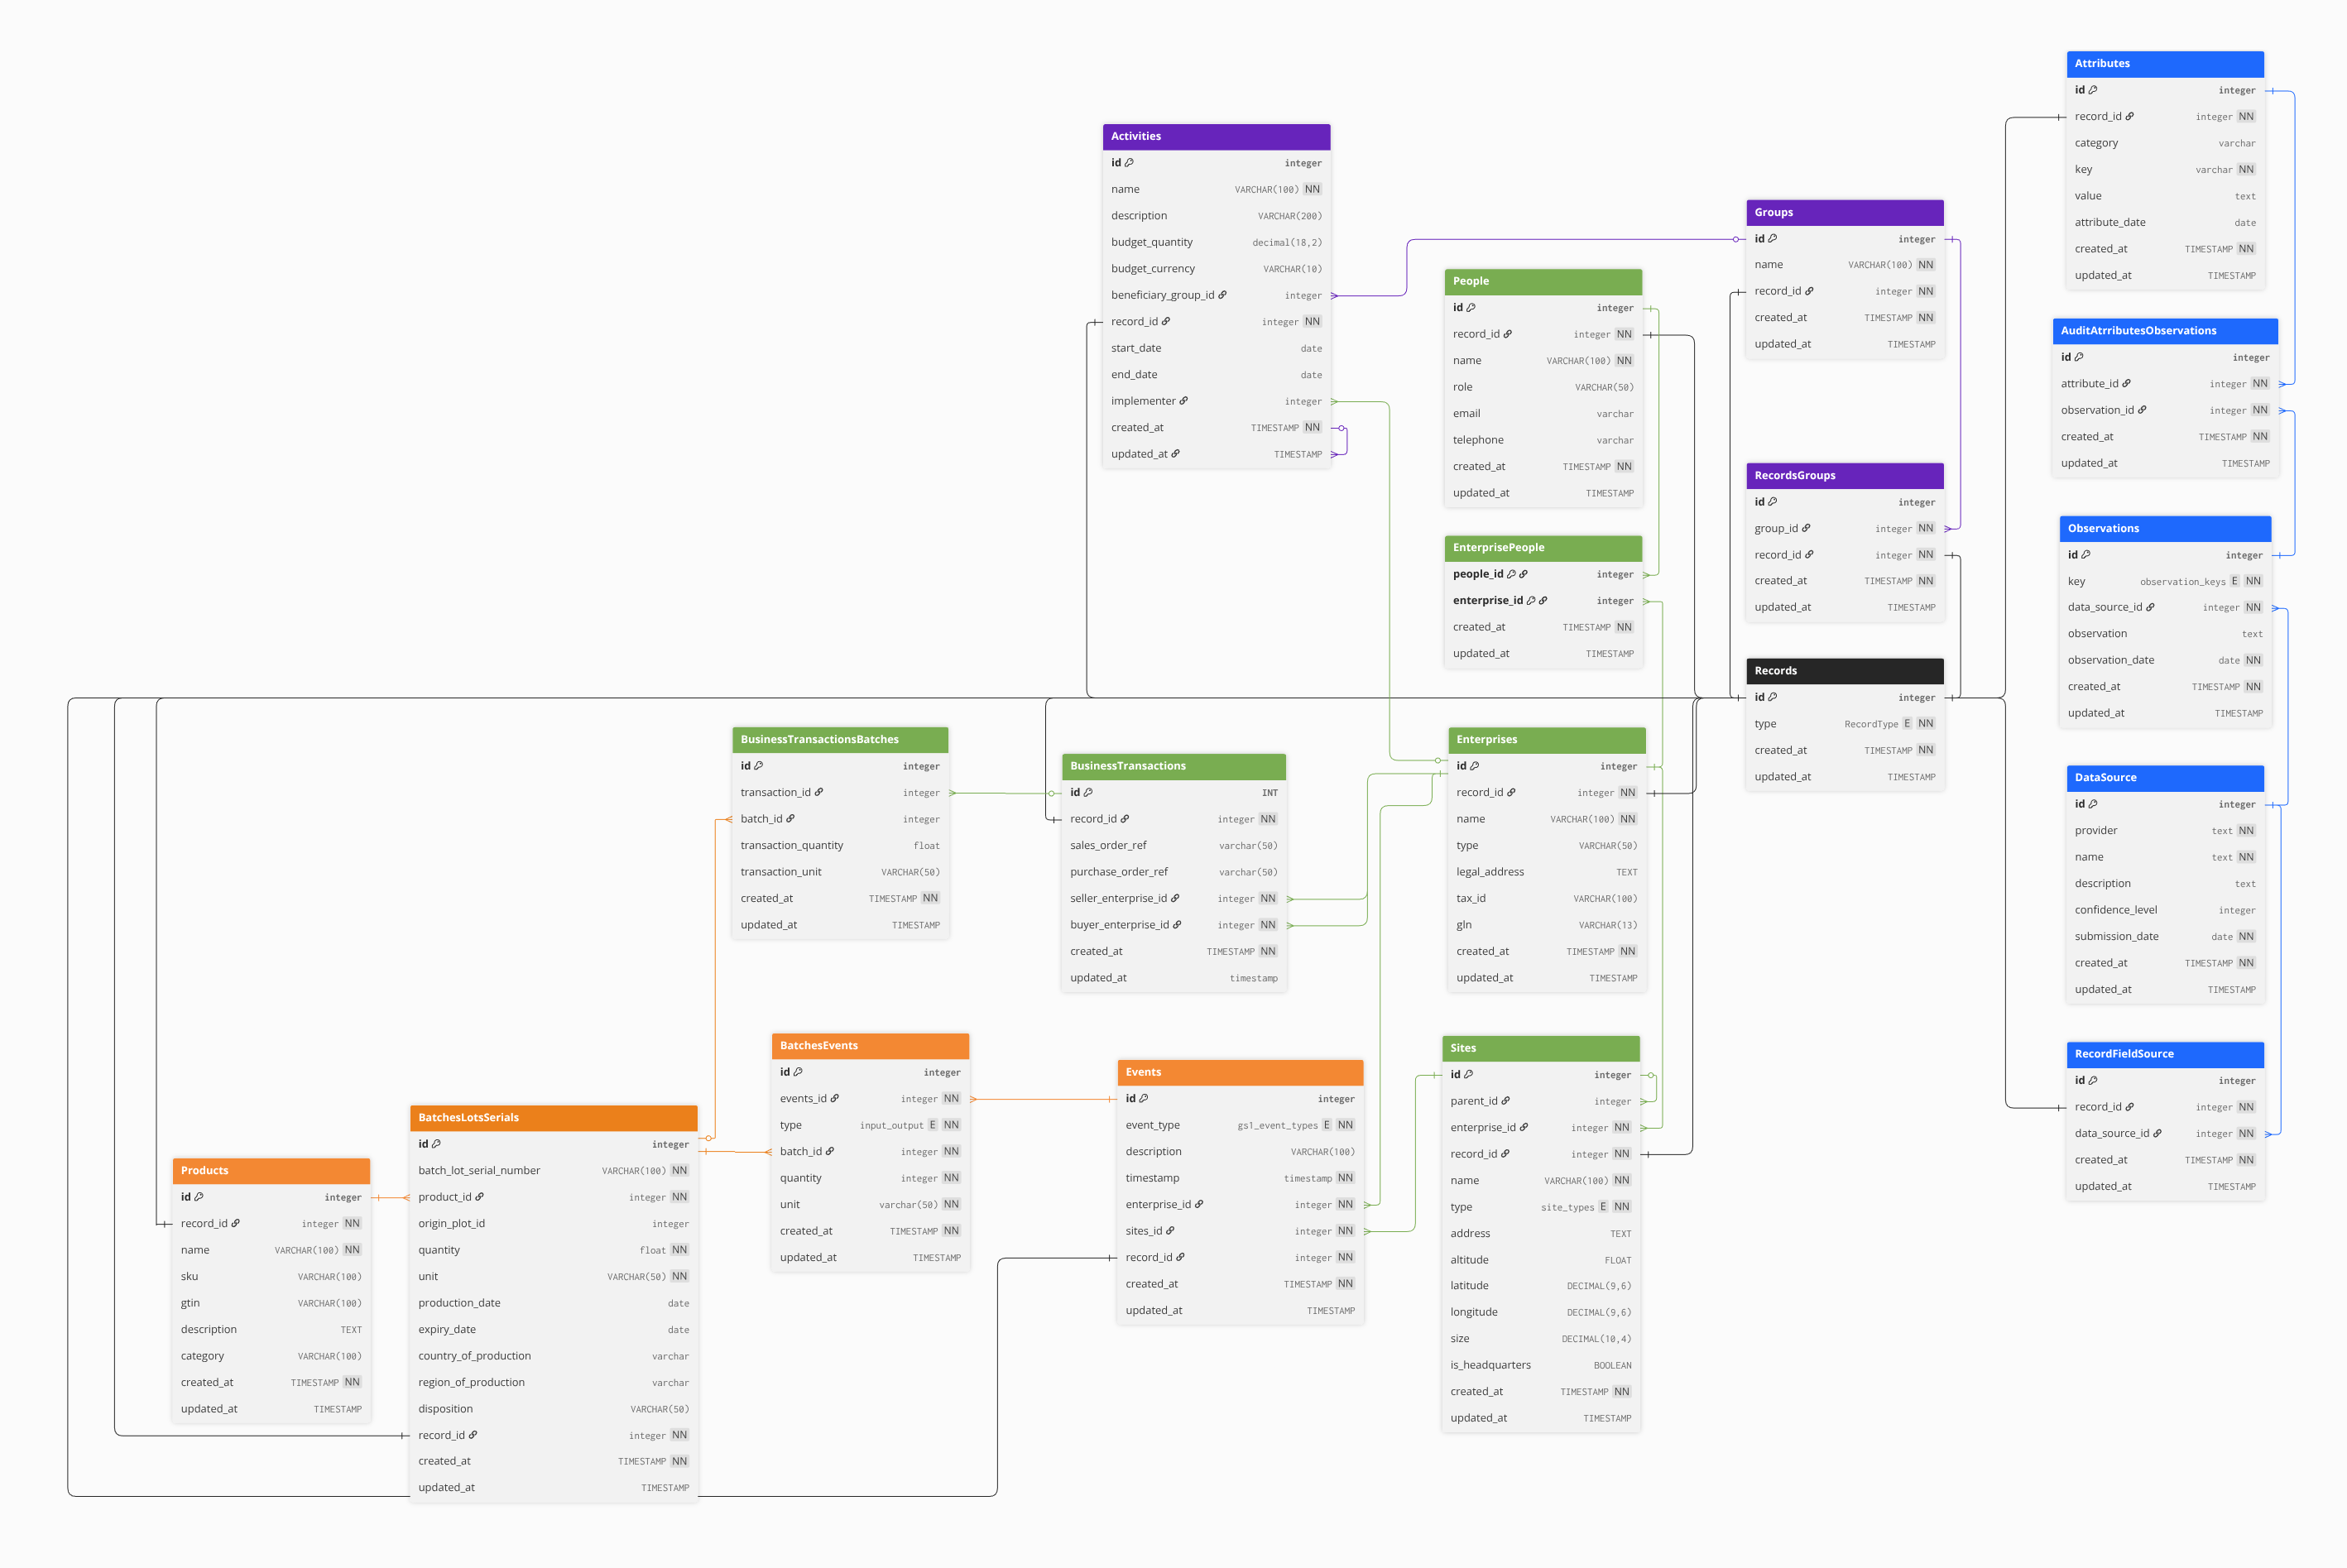 Attributes
id integer
record_id integer NN
category varchar
key varchar NN
value text
attribute_date date
created_at TIMESTAMP NN
updated_at TIMESTAMP
Activities
id integer
name VARCHAR(100) NN
description VARCHAR(200)
budget_quantity decimal(18,2)
budget_currency VARCHAR(10)
beneficiary_group_id integer
record_id integer NN
start_date date
end_date date
implementer integer
created_at TIMESTAMP NN
updated_at TIMESTAMP
Groups
id integer
name VARCHAR(100) NN
record_id integer NN
created_at TIMESTAMP NN
updated_at TIMESTAMP
People
id integer
record_id integer NN
name VARCHAR(100) NN
role VARCHAR(50)
email varchar
telephone varchar
created_at TIMESTAMP NN
updated_at TIMESTAMP
AuditAtrributesObservations
id integer
attribute_id integer NN
observation_id integer NN
created_at TIMESTAMP NN
updated_at TIMESTAMP
RecordsGroups
id integer
group_id integer NN
record_id integer NN
created_at TIMESTAMP NN
updated_at TIMESTAMP
Observations
id integer
key observation_keys E NN
data_source_id integer NN
observation text
observation_date date NN
created_at TIMESTAMP NN
updated_at TIMESTAMP
EnterprisePeople
people_id integer
enterprise_id integer
created_at TIMESTAMP NN
updated_at TIMESTAMP
Records
id integer
type RecordType E NN
created_at TIMESTAMP NN
updated_at TIMESTAMP
BusinessTransactionsBatches
id integer
transaction_id integer
batch_id integer
transaction_quantity float
transaction_unit VARCHAR(50)
created_at TIMESTAMP NN
updated_at TIMESTAMP
BusinessTransactions
id INT
record_id integer NN
sales_order_ref varchar(50)
purchase_order_ref varchar(50)
seller_enterprise_id integer NN
buyer_enterprise_id integer NN
created_at TIMESTAMP NN
updated_at timestamp
Enterprises
id integer
record_id integer NN
name VARCHAR(100) NN
type VARCHAR(50)
legal_address TEXT
tax_id VARCHAR(100)
gln VARCHAR(13)
created_at TIMESTAMP NN
updated_at TIMESTAMP
DataSource
id integer
provider text NN
name text NN
description text
confidence_level integer
submission_date date NN
created_at TIMESTAMP NN
updated_at TIMESTAMP
BatchesEvents
id integer
events_id integer NN
type input_output E NN
batch_id integer NN
quantity integer NN
unit varchar(50) NN
created_at TIMESTAMP NN
updated_at TIMESTAMP
Events
id integer
event_type gs1_event_types E NN
description VARCHAR(100)
timestamp timestamp NN
enterprise_id integer NN
sites_id integer NN
record_id integer NN
created_at TIMESTAMP NN
updated_at TIMESTAMP
Sites
id integer
parent_id integer
enterprise_id integer NN
record_id integer NN
name VARCHAR(100) NN
type site_types E NN
address TEXT
altitude FLOAT
latitude DECIMAL(9,6)
longitude DECIMAL(9,6)
size DECIMAL(10,4)
is_headquarters BOOLEAN
created_at TIMESTAMP NN
updated_at TIMESTAMP
RecordFieldSource
id integer
record_id integer NN
data_source_id integer NN
created_at TIMESTAMP NN
updated_at TIMESTAMP
BatchesLotsSerials
id integer
batch_lot_serial_number VARCHAR(100) NN
product_id integer NN
origin_plot_id integer
quantity float NN
unit VARCHAR(50) NN
production_date date
expiry_date date
country_of_production varchar
region_of_production varchar
disposition VARCHAR(50)
record_id integer NN
created_at TIMESTAMP NN
updated_at TIMESTAMP
Products
id integer
record_id integer NN
name VARCHAR(100) NN
sku VARCHAR(100)
gtin VARCHAR(100)
description TEXT
category VARCHAR(100)
created_at TIMESTAMP NN
updated_at TIMESTAMP